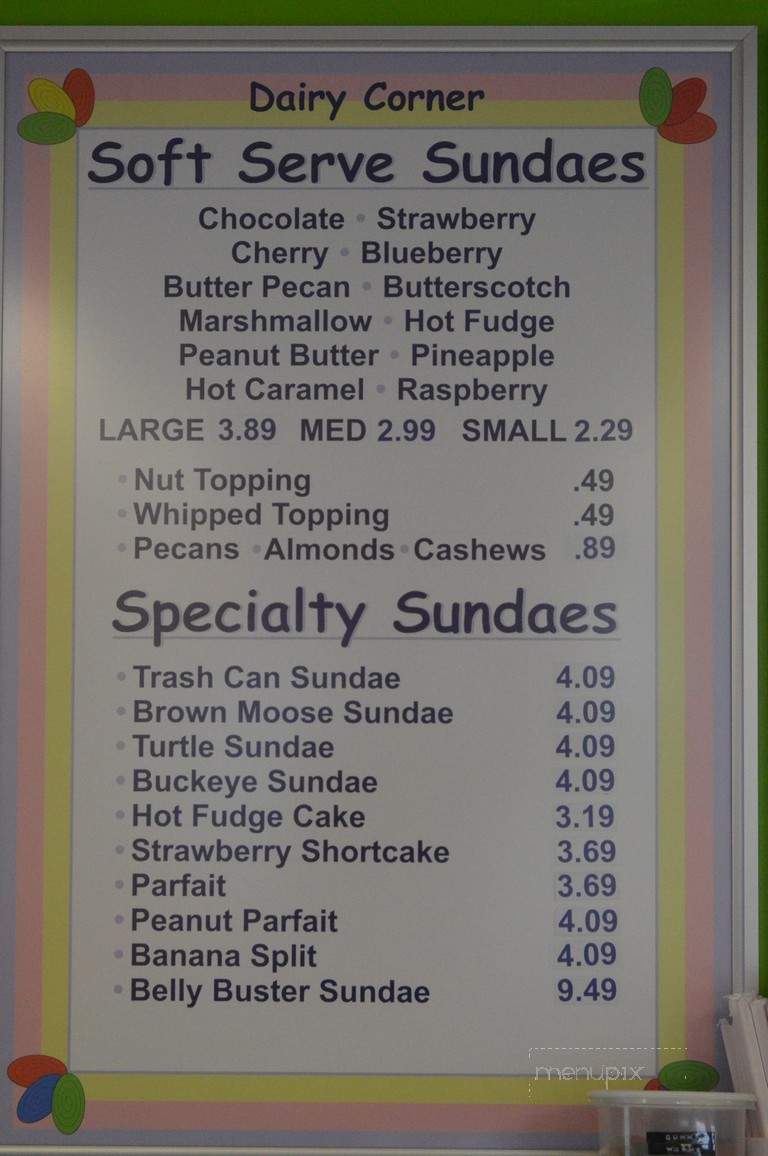 Dairy Corner
Soft Serve Sundaes
Chocolate • Strawberry
Cherry • Blueberry
Butter Pecan • Butterscotch
Marshmallow • Hot Fudge
Peanut Butter • Pineapple
Hot Caramel • Raspberry
LARGE 3.89 MED 2.99 SMALL 2.29
• Nut Topping .49
• Whipped Topping .49
• Pecans • Almonds • Cashews .89
Specialty Sundaes
• Trash Can Sundae 4.09
• Brown Moose Sundae 4.09
• Turtle Sundae 4.09
• Buckeye Sundae 4.09
• Hot Fudge Cake 3.19
• Strawberry Shortcake 3.69
• Parfait 3.69
• Peanut Parfait 4.09
• Banana Split 4.09
• Belly Buster Sundae 9.49
menupix